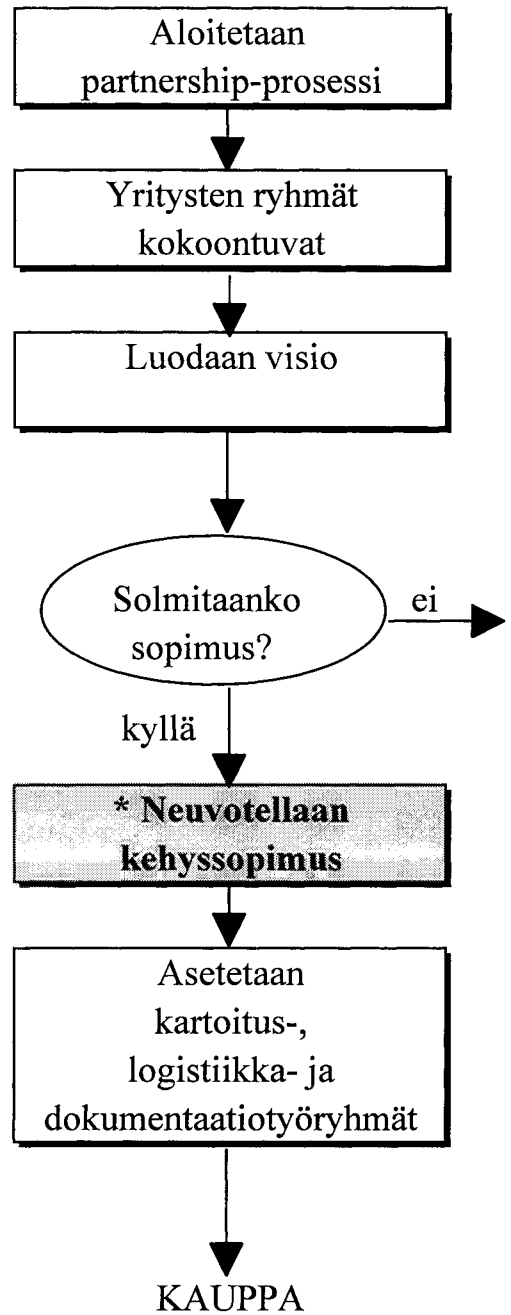 Aloitetaan
partnership-prosessi
Yritysten ryhmät
kokoontuvat
Luodaan visio
Solmitaanko
sopimus?
ei
kyllä
* Neuvotellaan
kehyssopimus
Asetetaan
kartoitus-,
logistiikka- ja
dokumentaatiotyöryhmät
KAUPPA